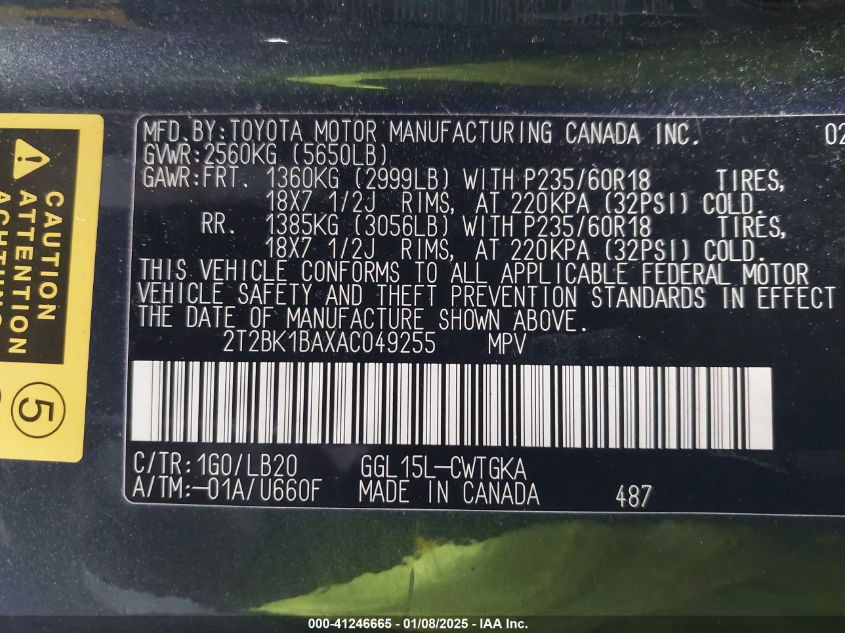 MFD.BY:TOYOTA MOTOR MANUFACTURING CANADA INC. 02
GVWR:2560KG (5650LB)
GAWR:FRT. 1360KG (2999LB) WITH P235/60R18 TIRES,
18X7 1/2J RIMS, AT 220KPA (32PSI) COLD.
RR. 1385KG (3056LB) WITH P235/60R18 TIRES,
18X7 1/2J RIMS, AT 220KPA (32PSI) COLD.
THIS VEHICLE CONFORMS TO ALL APPLICABLE FEDERAL MOTOR
VEHICLE SAFETY AND THEFT PREVENTION STANDARDS IN EFFECT
THE DATE OF MANUFACTURE SHOWN ABOVE.
2T2BK1BAXAC049255 MPV
C/TR:1G0/LB20 GGL15L-CWTGKA
A/TM:-01A/U660F MADE IN CANADA 487
CAUTION
ATTENTION
ACHTUNG
5
000-41246665 - 01/08/2025 - IAA Inc.